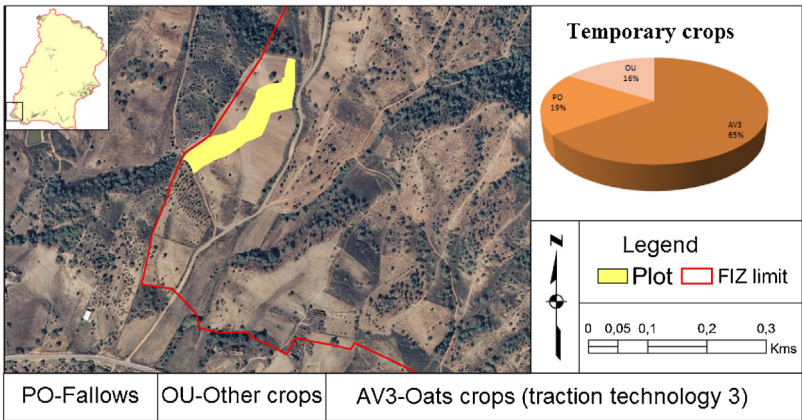 Temporary crops
OU
16%
PO
19%
AV3
65%
N
Legend
Plot
FIZ limit
0 0,05 0,1 0,2 0,3
Kms
PO-Fallows
OU-Other crops
AV3-Oats crops (traction technology 3)